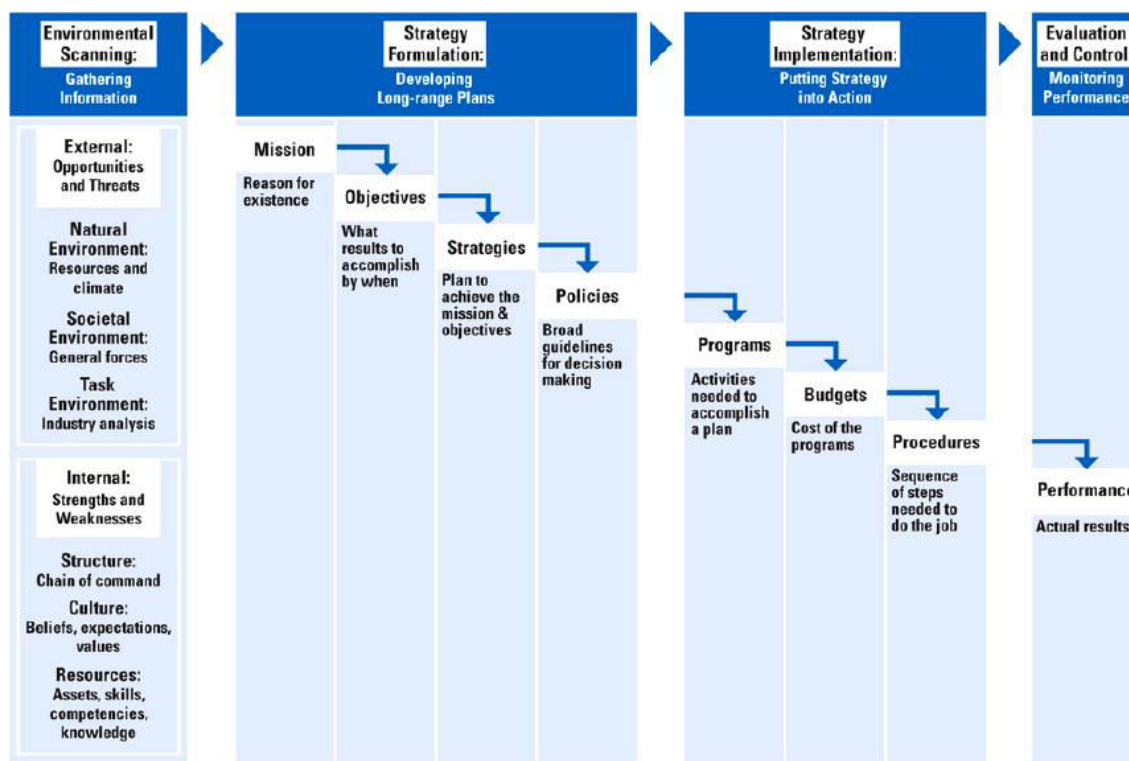 Environmental
Scanning:
Gathering
Information
Strategy
Formulation:
Developing
Long-range Plans
Strategy
Implementation:
Putting Strategy
into Action
Evaluation
and Control
Monitoring
Performance
External:
Opportunities
and Threats
Natural
Environment:
Resources and
climate
Societal
Environment:
General forces
Task
Environment:
Industry analysis
Internal:
Strengths and
Weaknesses
Structure:
Chain of command
Culture:
Beliefs, expectations,
values
Resources:
Assets, skills,
competencies,
knowledge
Mission
Reason for
existence
Objectives
What
results to
accomplish
by when
Strategies
Plan to
achieve the
mission &
objectives
Policies
Broad
guidelines
for decision
making
Programs
Activities
needed to
accomplish
a plan
Budgets
Cost of the
programs
Procedures
Sequence
of steps
needed to
do the job
Performance
Actual results